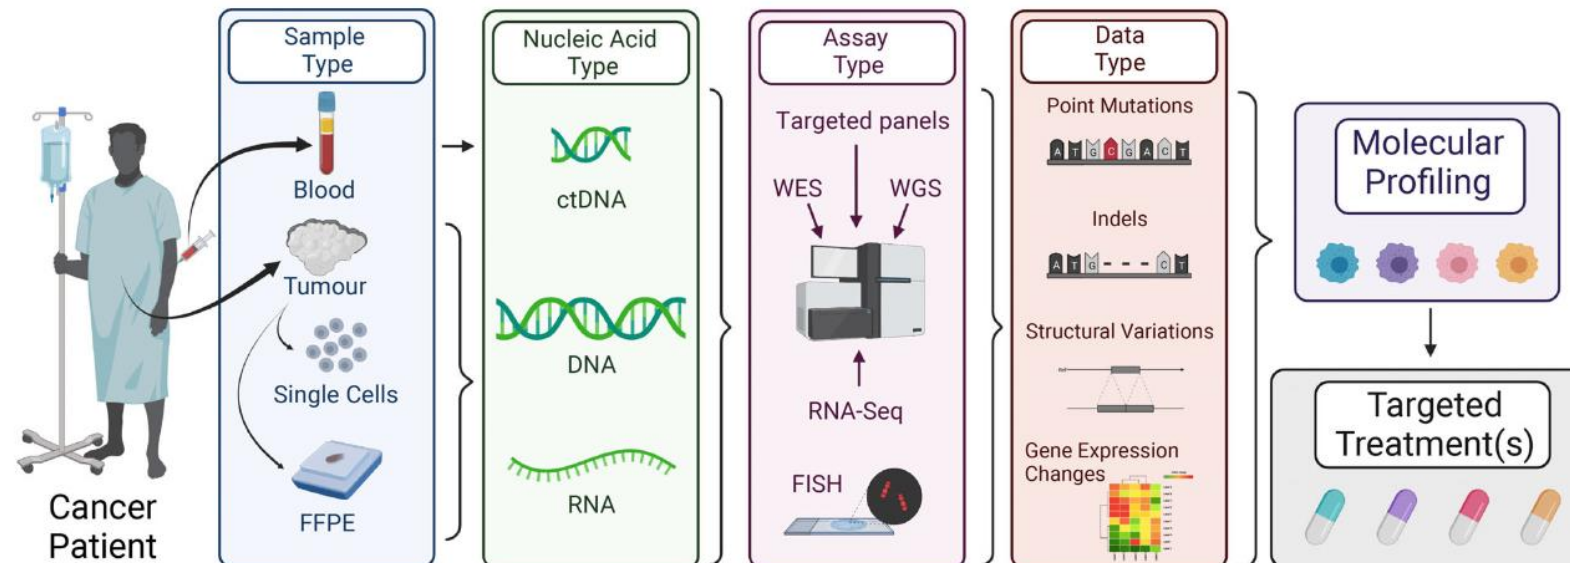 Cancer
Patient
Sample
Type
Blood
Tumour
Single Cells
FFPE
Nucleic Acid
Type
ctDNA
DNA
RNA
Assay
Type
Targeted panels
WES
WGS
RNA-Seq
FISH
Data
Type
Point Mutations
A T G C G A C T
Indels
A T G - - - C T
Structural Variations
Gene Expression
Changes
Molecular
Profiling
Targeted
Treatment(s)